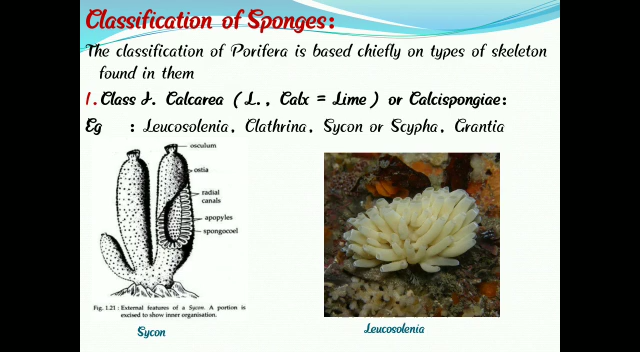 Classification of Sponges:
The classification of Porifera is based chiefly on types of skeleton
found in them
1. Class I. Calcarea ( L. , Calx = Lime ) or Calcispongiae:
Eg : Leucosolenia, Clathrina, Sycon or Scypha, Grantia
osculum
ostia
radial
canals
apopyles
spongocoel
Fig. 1.21 : External features of a Sycon. A portion is
excised to show inner organisation.
Sycon
Leucosolenia